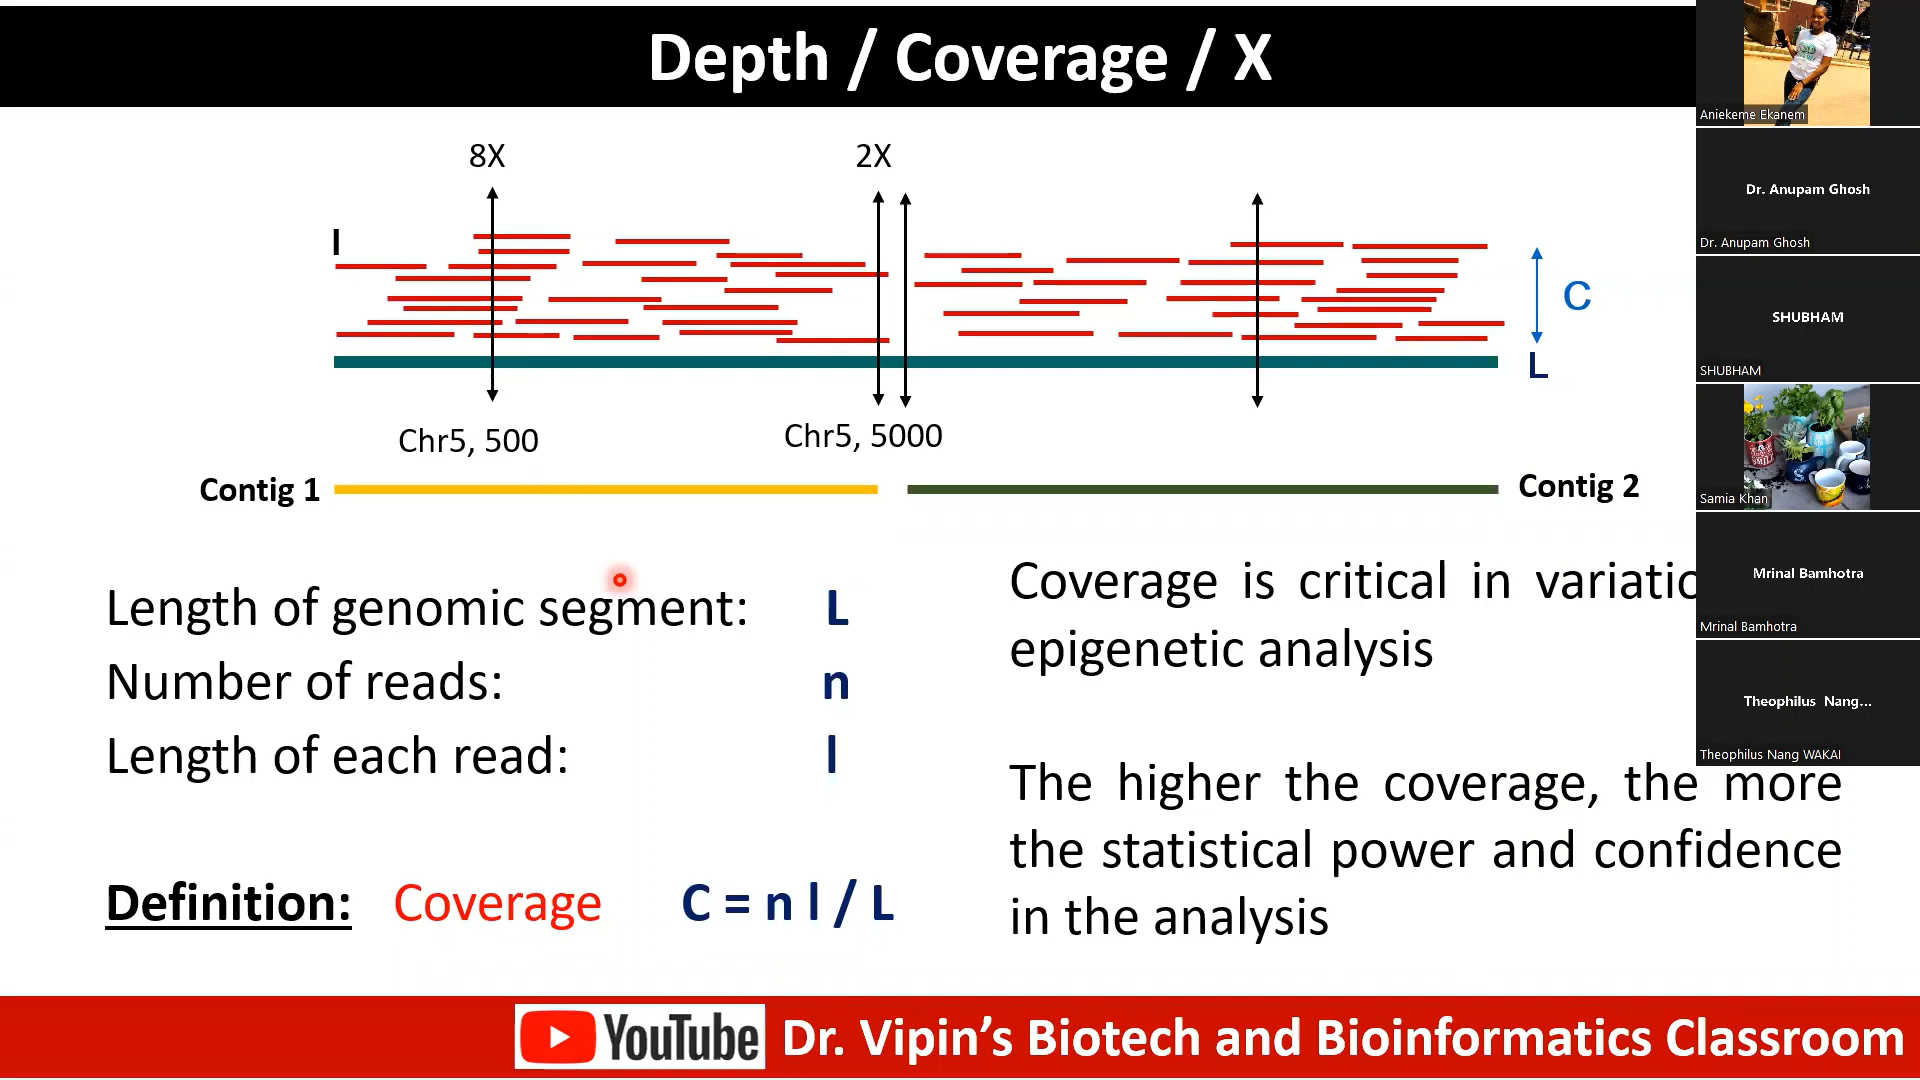 Depth / Coverage / X
8X
2X
l
C
L
Chr5, 500
Chr5, 5000
Contig 1
Contig 2
Length of genomic segment: L
Number of reads: n
Length of each read: l
Definition: Coverage C = n l / L
Coverage is critical in
epigenetic analysis
The higher the coverage, the more
the statistical power and confidence
in the analysis
YouTube Dr. Vipin’s Biotech and Bioinformatics Classroom
Aniekeme Ekanem
Dr. Anupam Ghosh
Dr. Anupam Ghosh
SHUBHAM
SHUBHAM
Samia Khan
Mrinal Bamhotra
Mrinal Bamhotra
Theophilus Nang...
Theophilus Nang WAKAI